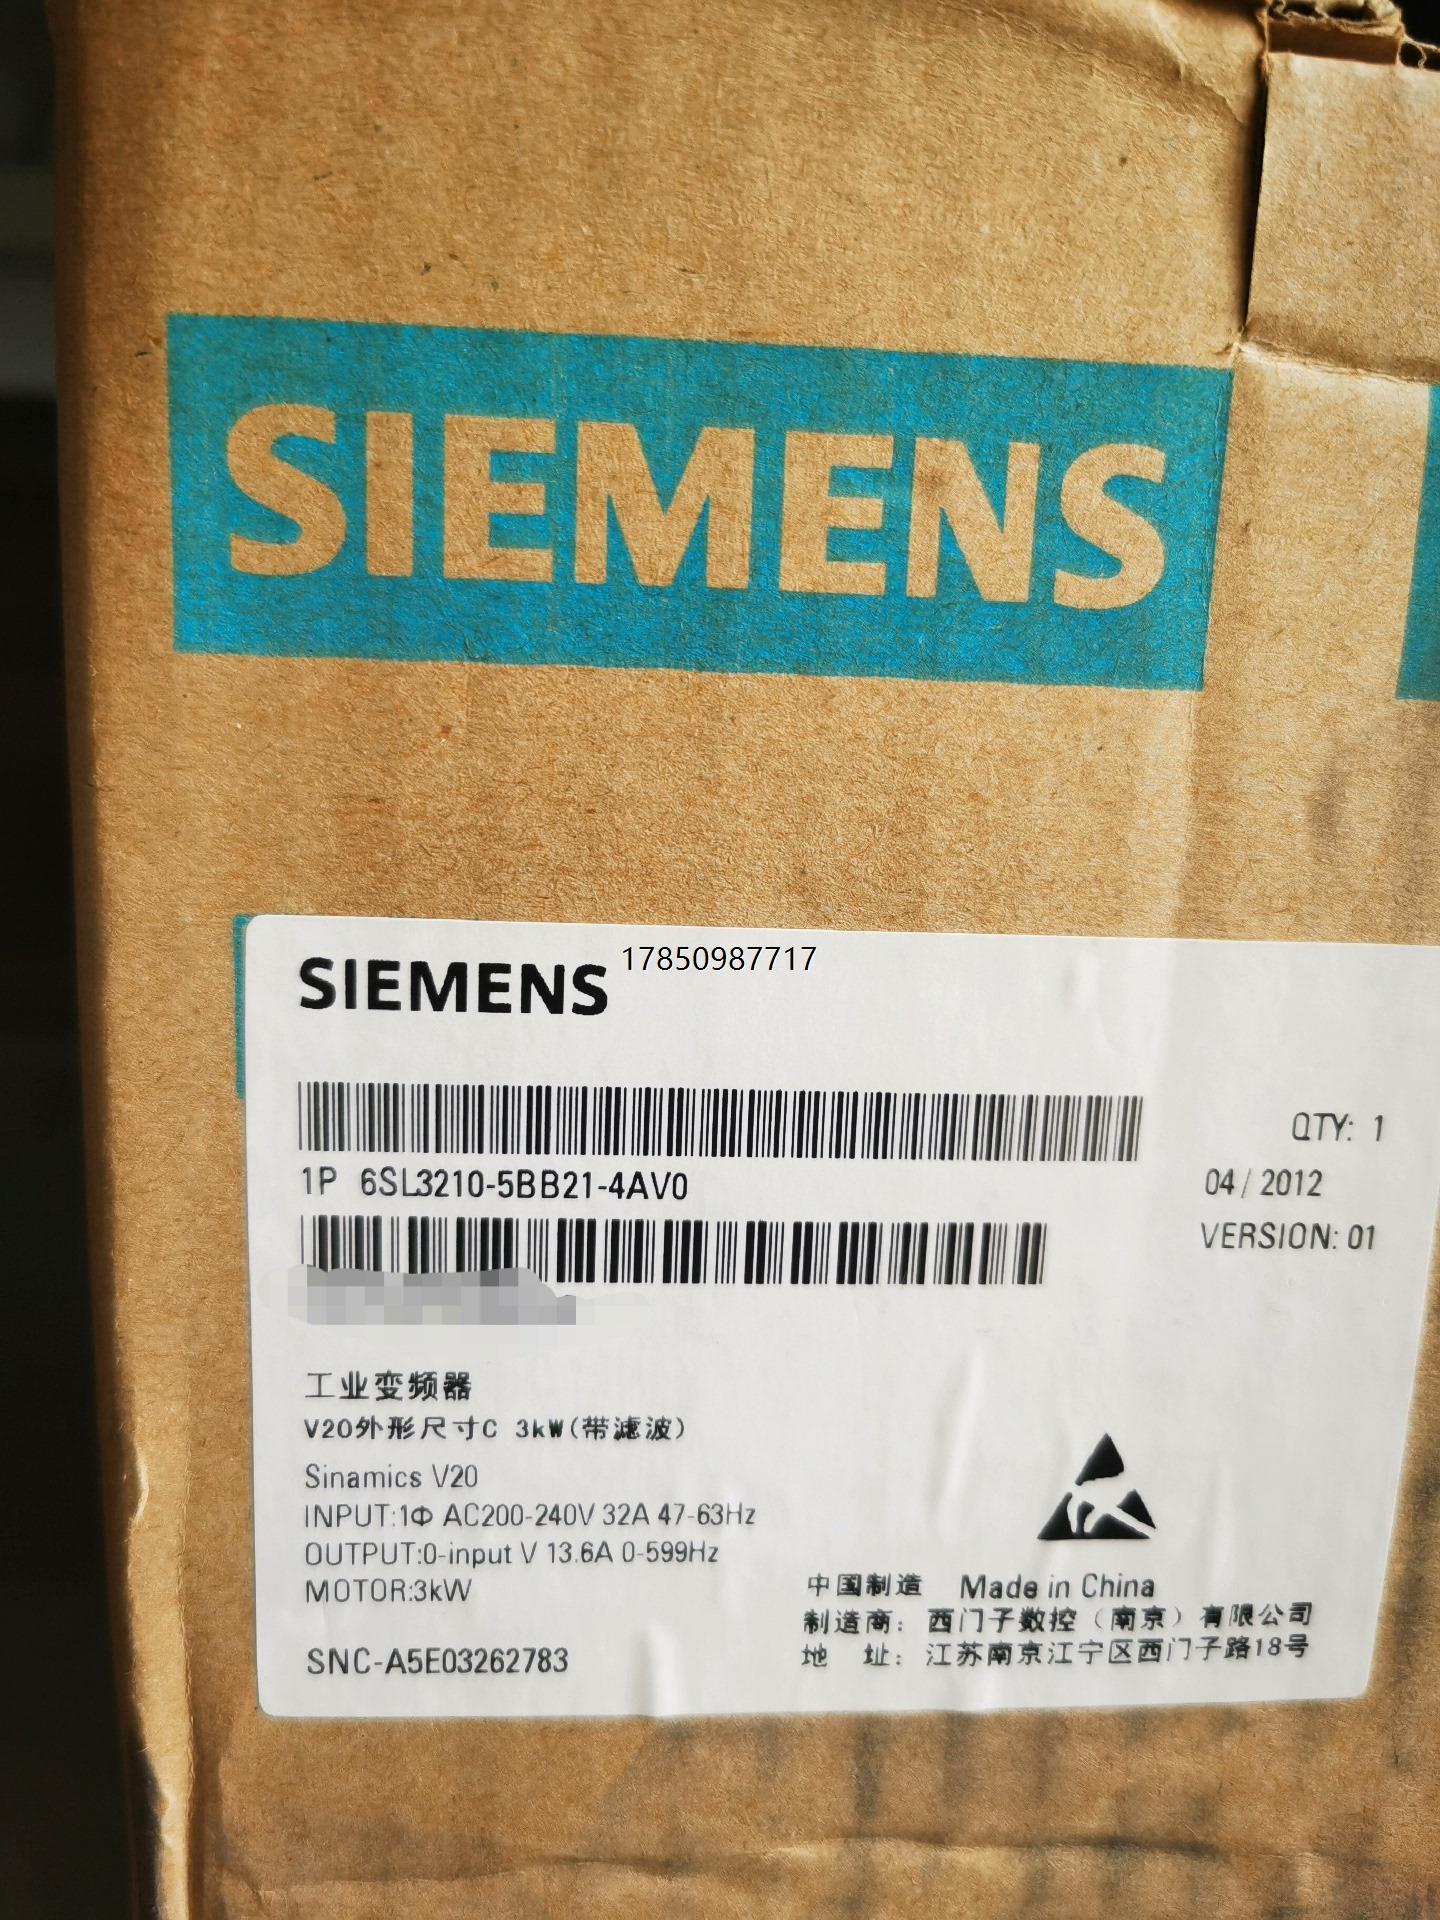 SIEMENS
SIEMENS
17850987717
QTY: 1
1P 6SL3210-5BB21-4AV0
04 / 2012
VERSION: 01
工业变频器
V20外形尺寸C 3kW(带滤波)
Sinamics V20
INPUT:1Φ AC200-240V 32A 47-63Hz
OUTPUT:0-input V 13.6A 0-599Hz
MOTOR:3kW
中国制造 Made in China
制造商: 西门子数控(南京)有限公司
地 址: 江苏南京江宁区西门子路18号
SNC-A5E03262783